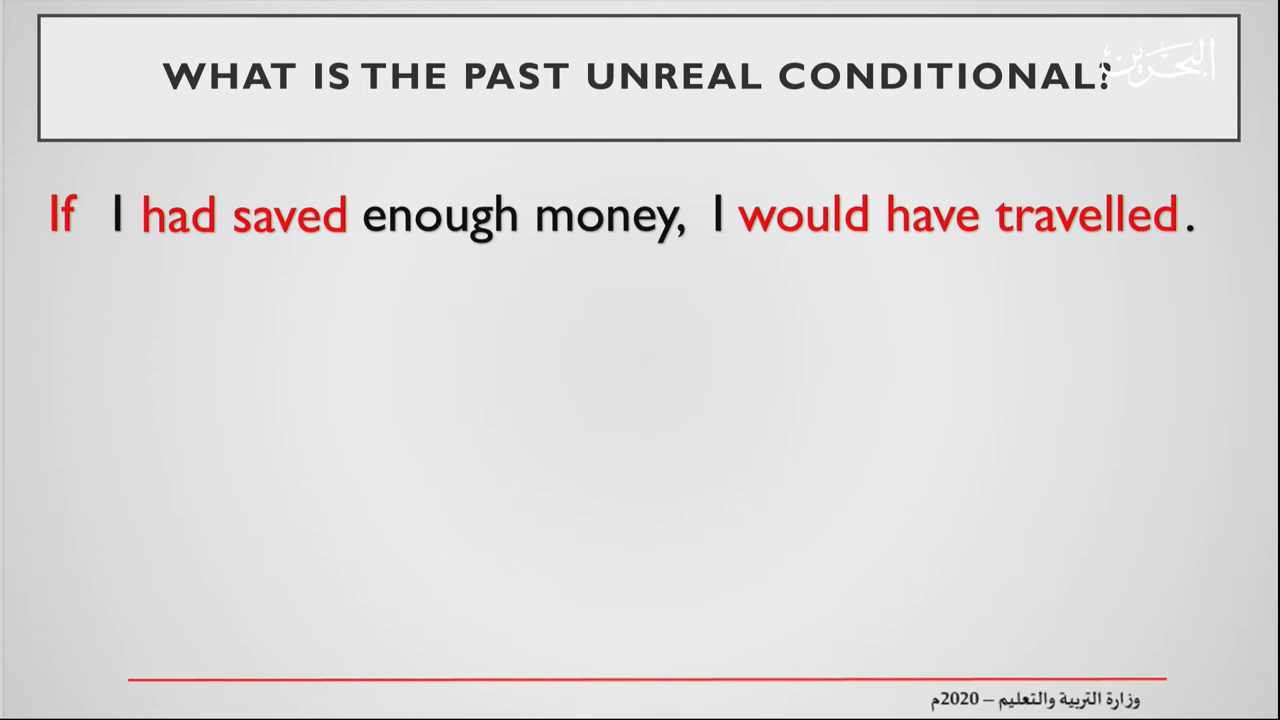 WHAT IS THE PAST UNREAL CONDITIONAL?
البحرين
If I had saved enough money, I would have travelled.
وزارة التربية والتعليم – 2020م